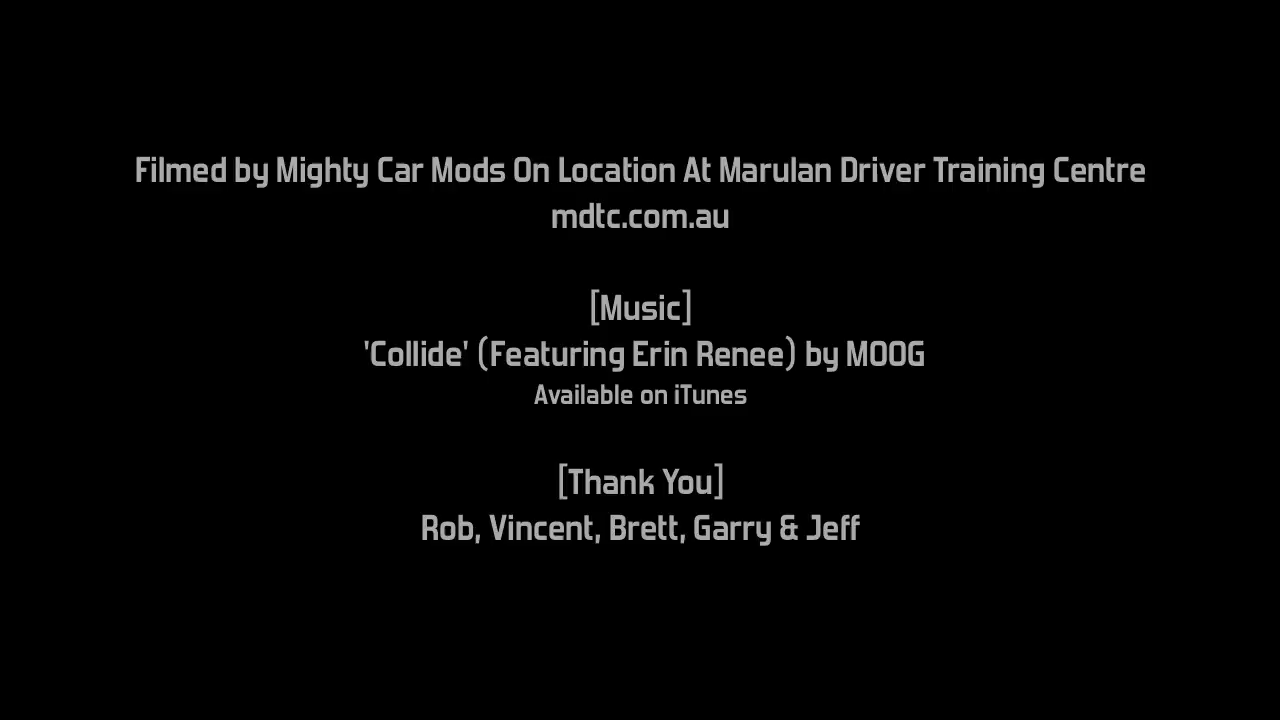 Filmed by Mighty Car Mods On Location At Marulan Driver Training Centre
mdtc.com.au
[Music]
'Collide' (Featuring Erin Renee) by MOOG
Available on iTunes
[Thank You]
Rob, Vincent, Brett, Garry & Jeff